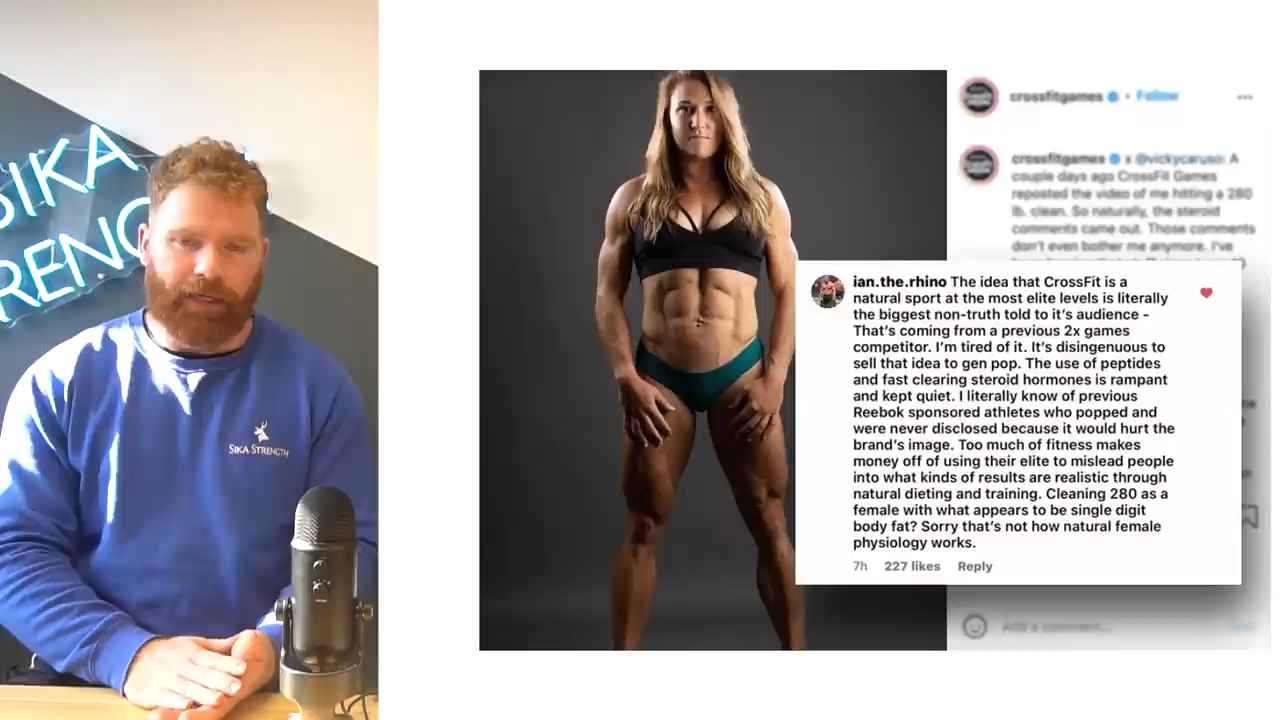 SIKA
RENG
SIKA STRENGTH
crossfitgames • Follow
crossfitgames x @vickycaruso: A
couple days ago CrossFit Games
reposted the video of me hitting a 280
lb. clean. So naturally, the steroid
comments came out. Those comments
don't even bother me anymore. I've
ian.the.rhino The idea that CrossFit is a
natural sport at the most elite levels is literally
the biggest non-truth told to it's audience -
That's coming from a previous 2x games
competitor. I'm tired of it. It's disingenuous to
sell that idea to gen pop. The use of peptides
and fast clearing steroid hormones is rampant
and kept quiet. I literally know of previous
Reebok sponsored athletes who popped and
were never disclosed because it would hurt the
brand's image. Too much of fitness makes
money off of using their elite to mislead people
into what kinds of results are realistic through
natural dieting and training. Cleaning 280 as a
female with what appears to be single digit
body fat? Sorry that's not how natural female
physiology works.
7h 227 likes Reply
Add a comment...